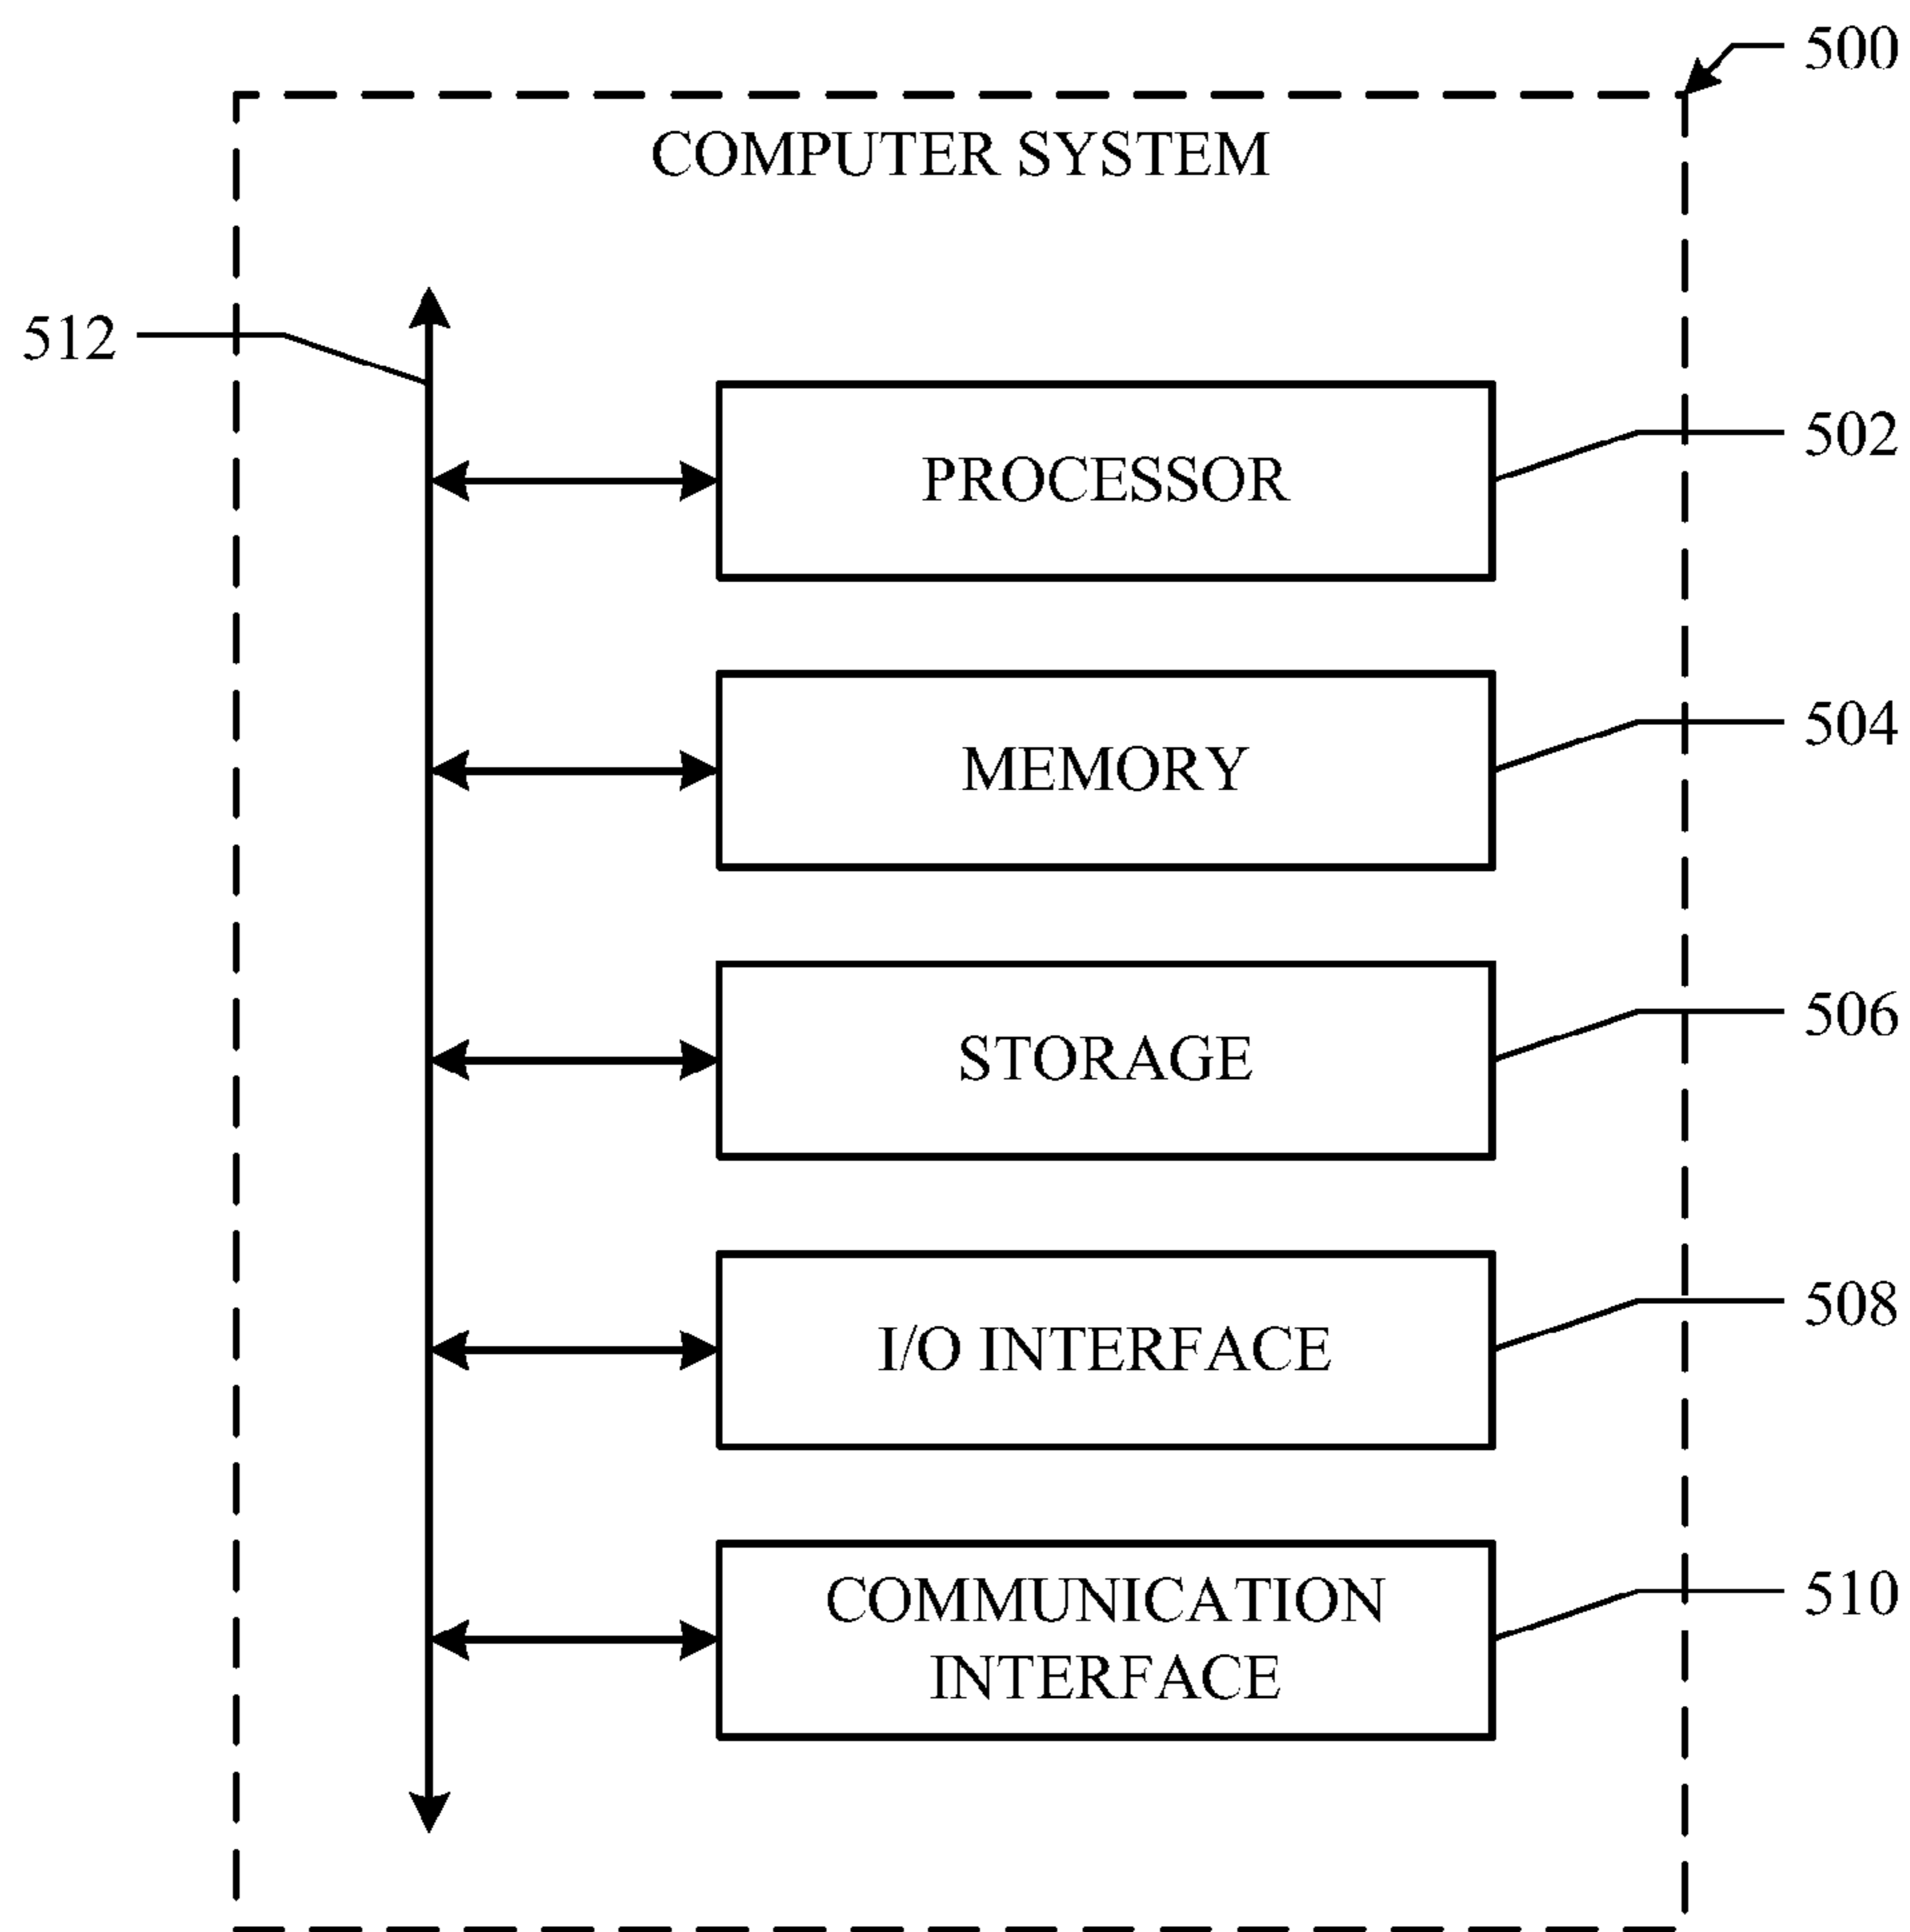 500
COMPUTER SYSTEM
512
502
PROCESSOR
504
MEMORY
506
STORAGE
508
I/O INTERFACE
510
COMMUNICATION
INTERFACE